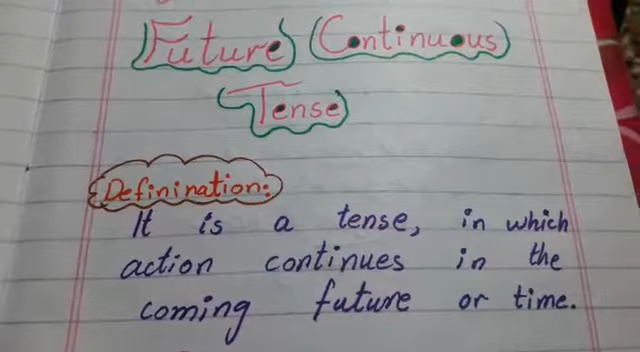 Future Continuous
Tense
Definination:
It is a tense, in which
action continues in the
coming future or time.